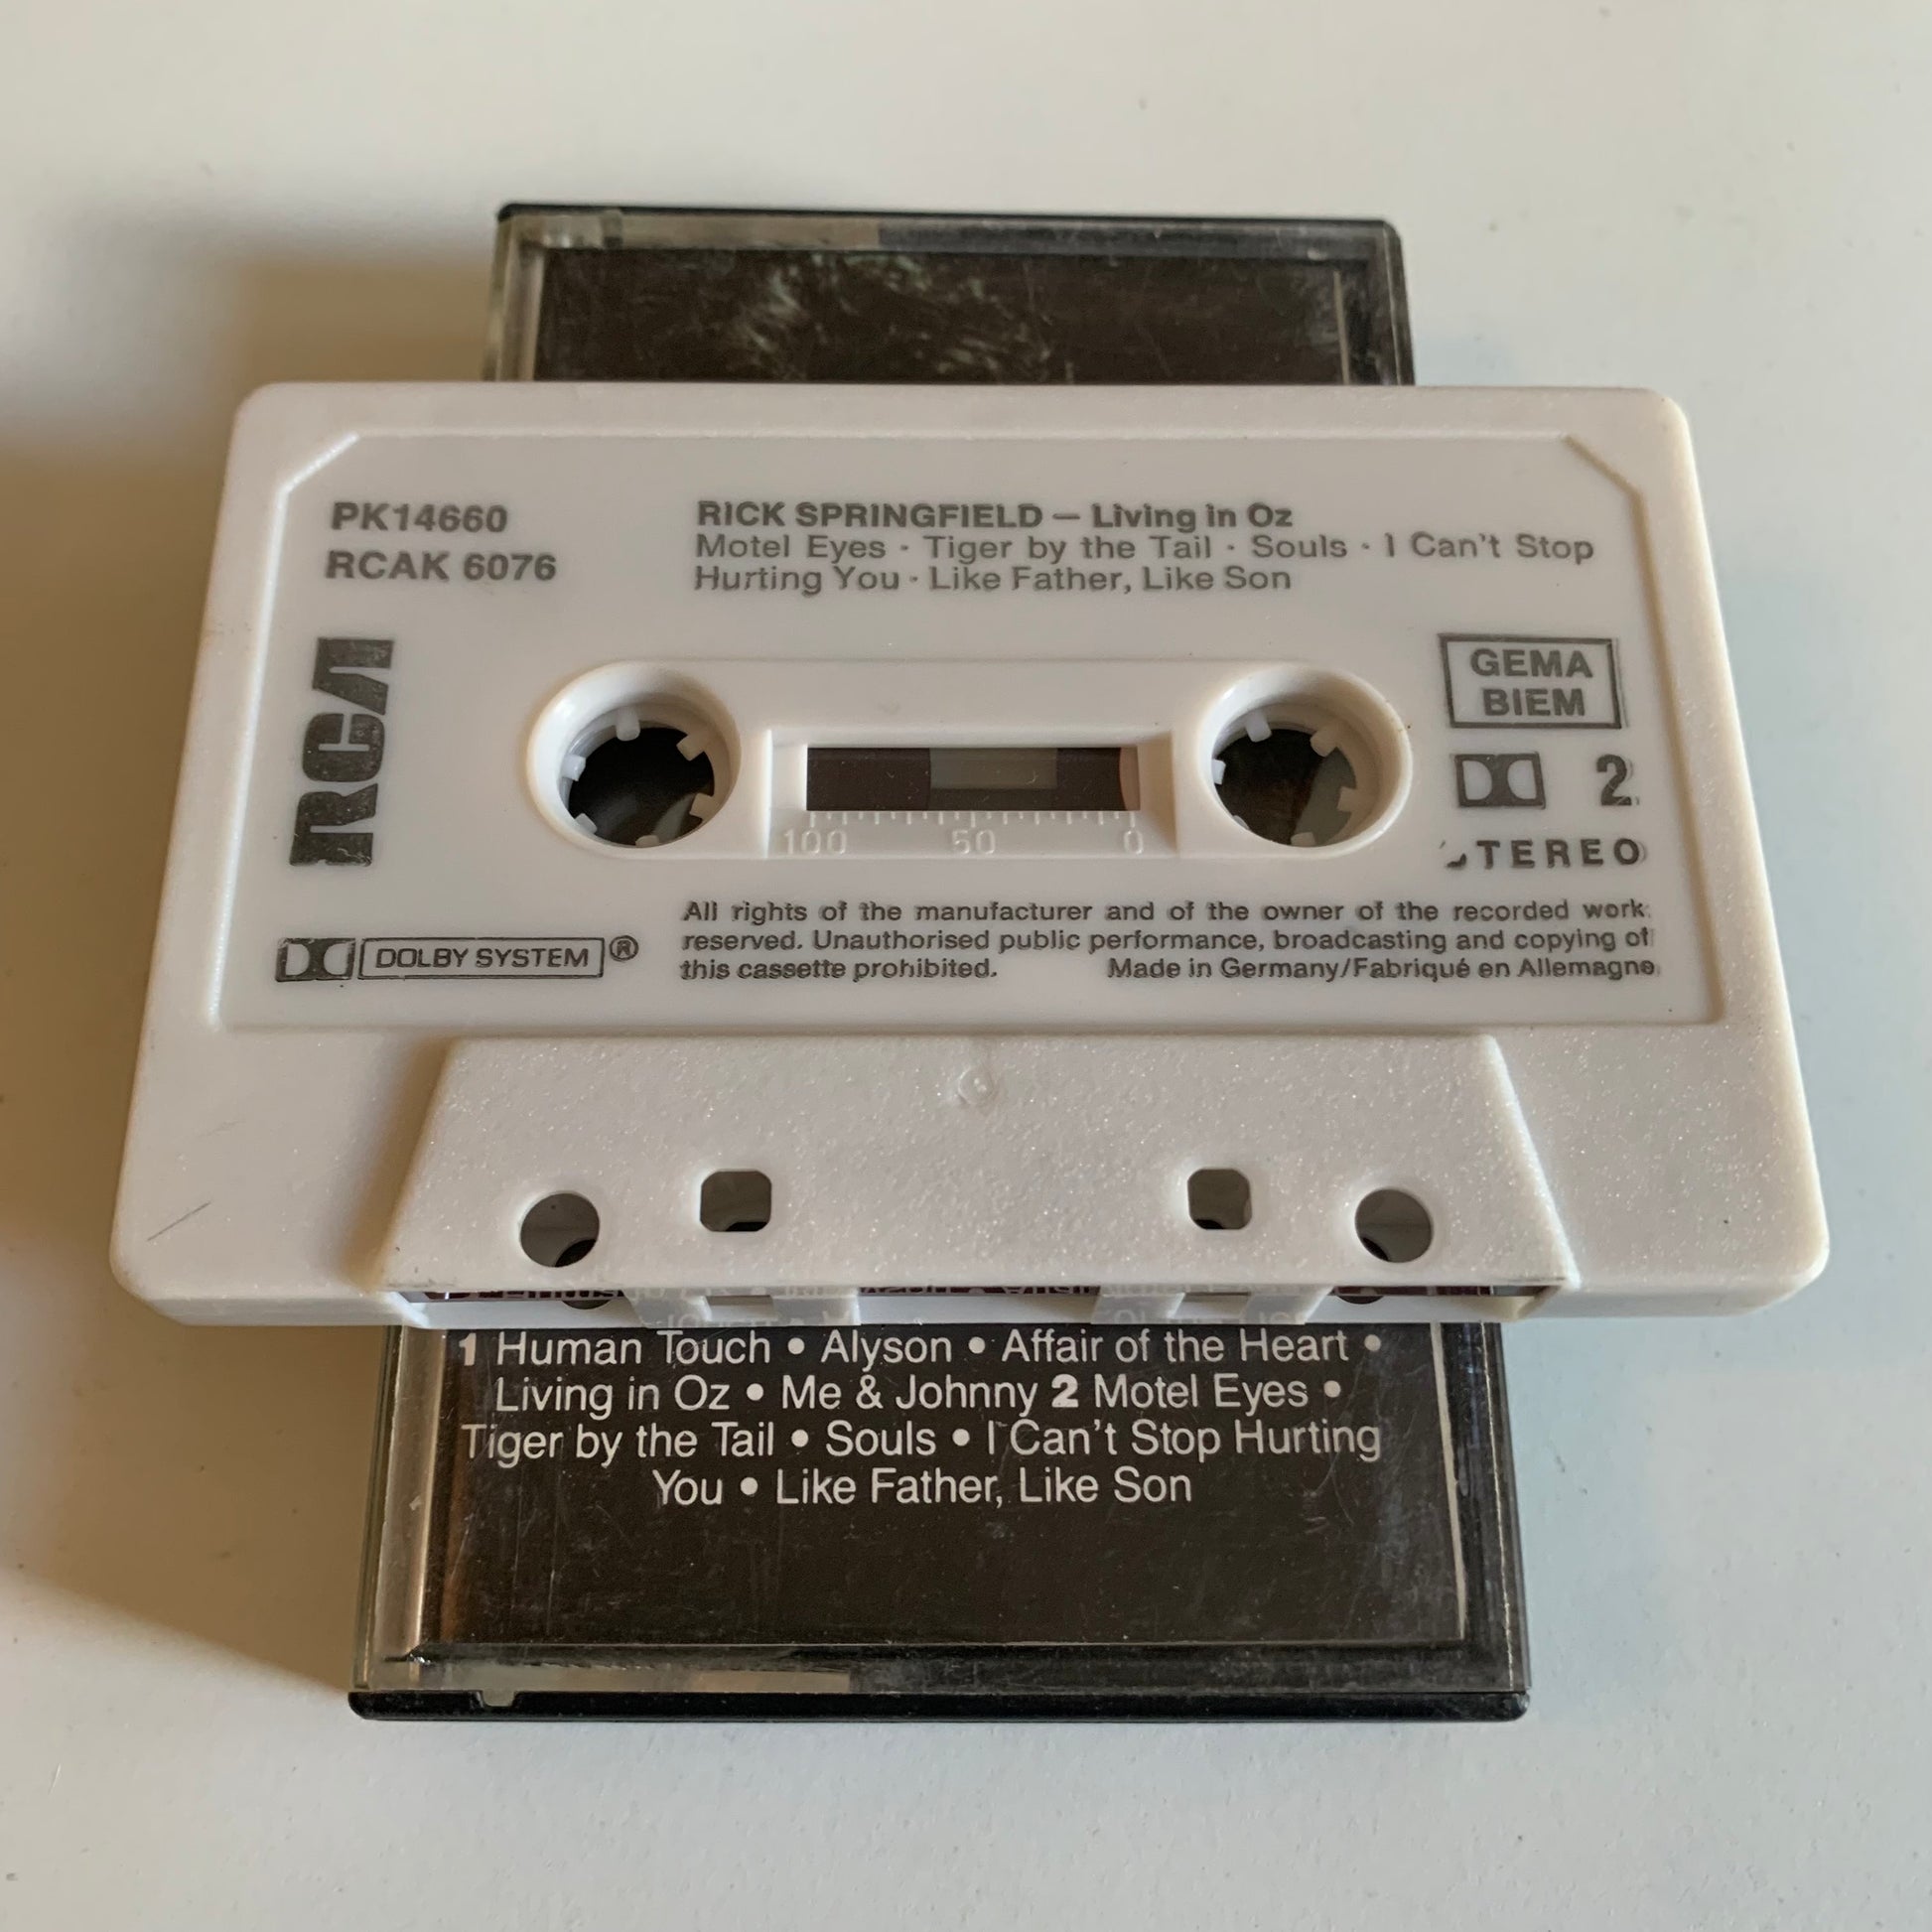 PK14660
RCAK 6076
RICK SPRINGFIELD — Living in Oz
Motel Eyes · Tiger by the Tail · Souls · I Can't Stop
Hurting You · Like Father, Like Son
RCA
GEMA
BIEM
2
STEREO
100 50 0
DOLBY SYSTEM®
All rights of the manufacturer and of the owner of the recorded work
reserved. Unauthorised public performance, broadcasting and copying of
this cassette prohibited. Made in Germany/Fabriqué en Allemagne
1 Human Touch • Alyson • Affair of the Heart •
Living in Oz • Me & Johnny 2 Motel Eyes •
Tiger by the Tail • Souls • I Can't Stop Hurting
You • Like Father, Like Son